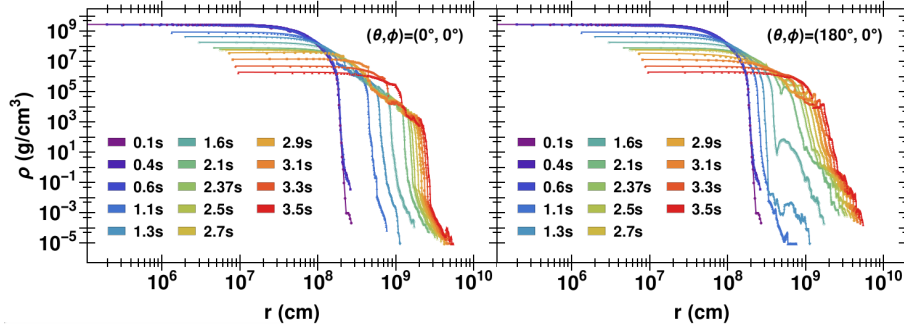 (θ,ϕ)=(0°, 0°)
ρ (g/cm³)
10⁹
10⁷
10⁵
10³
10¹
10⁻¹
10⁻³
10⁻⁵
0.1s 1.6s 2.9s
0.4s 2.1s 3.1s
0.6s 2.37s 3.3s
1.1s 2.5s 3.5s
1.3s 2.7s
10⁶ 10⁷ 10⁸ 10⁹ 10¹⁰
r (cm)
(θ,ϕ)=(180°, 0°)
0.1s 1.6s 2.9s
0.4s 2.1s 3.1s
0.6s 2.37s 3.3s
1.1s 2.5s 3.5s
1.3s 2.7s
10⁶ 10⁷ 10⁸ 10⁹ 10¹⁰
r (cm)